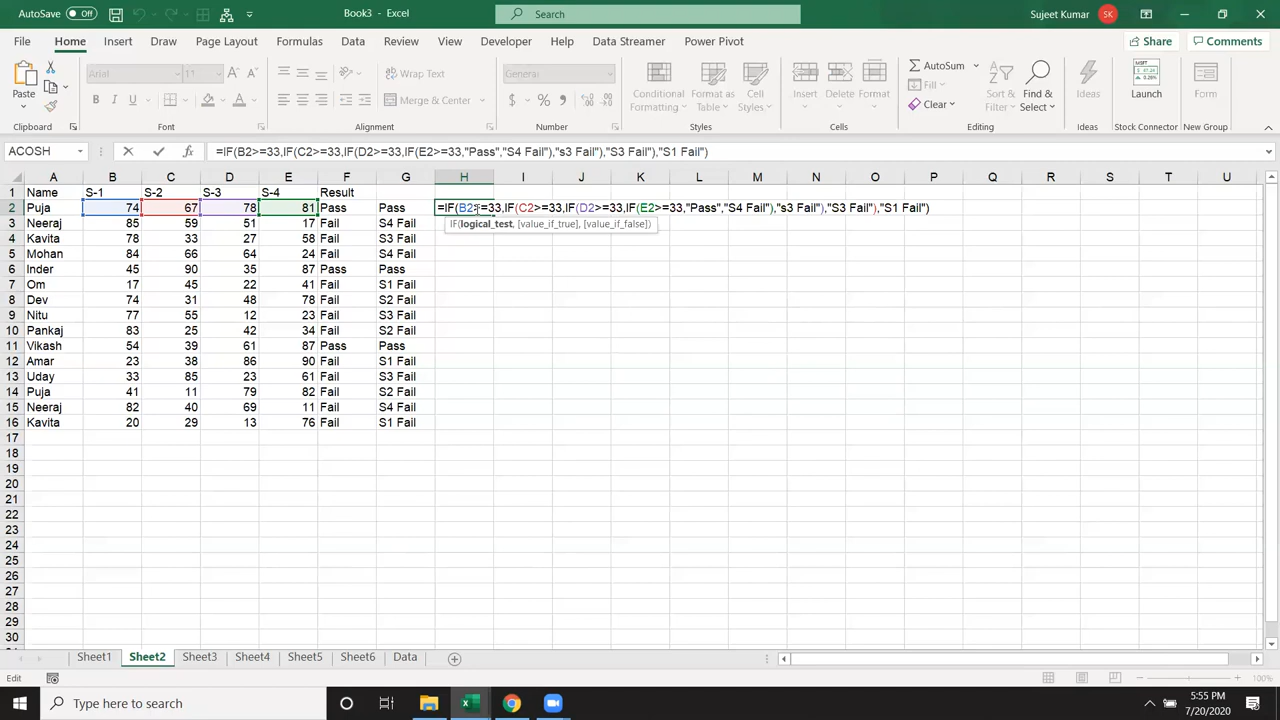 AutoSave Off Book3 - Excel Search Sujeet Kumar SK
File Home Insert Draw Page Layout Formulas Data Review View Developer Help Data Streamer Power Pivot Share Comments
Paste Arial 11 Wrap Text General Conditional Format as Cell Insert Delete Format AutoSum Sort & Find & Ideas Launch Form
B I U Merge & Center $ % Formatting Table Styles Fill Filter Select
Clear
Clipboard Font Alignment Number Styles Cells Editing Ideas Stock Connector New Group
ACOSH =IF(B2>=33,IF(C2>=33,IF(D2>=33,IF(E2>=33,"Pass","S4 Fail"),"s3 Fail"),"S3 Fail"),"S1 Fail")
A B C D E F G H I J K L M N O P Q R S T U
1 Name S-1 S-2 S-3 S-4 Result
2 Puja 74 67 78 81 Pass Pass =IF(B2>=33,IF(C2>=33,IF(D2>=33,IF(E2>=33,"Pass","S4 Fail"),"s3 Fail"),"S3 Fail"),"S1 Fail")
3 Neeraj 85 59 51 17 Fail S4 Fail IF(logical_test, [value_if_true], [value_if_false])
4 Kavita 78 33 27 58 Fail S3 Fail
5 Mohan 84 66 64 24 Fail S4 Fail
6 Inder 45 90 35 87 Pass Pass
7 Om 17 45 22 41 Fail S1 Fail
8 Dev 74 31 48 78 Fail S2 Fail
9 Nitu 77 55 12 23 Fail S3 Fail
10 Pankaj 83 25 42 34 Fail S2 Fail
11 Vikash 54 39 61 87 Pass Pass
12 Amar 23 38 86 90 Fail S1 Fail
13 Uday 33 85 23 61 Fail S3 Fail
14 Puja 41 11 79 82 Fail S2 Fail
15 Neeraj 82 40 69 11 Fail S4 Fail
16 Kavita 20 29 13 76 Fail S1 Fail
17
18
19
20
21
22
23
24
25
26
27
28
29
30
Sheet1 Sheet2 Sheet3 Sheet4 Sheet5 Sheet6 Data
Edit 100%
Type here to search 5:55 PM
7/20/2020